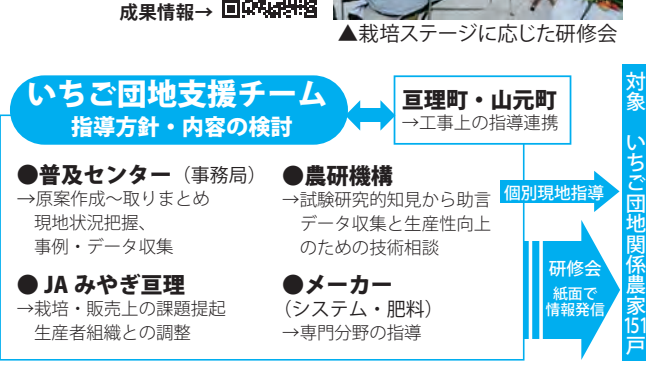 成果情報→
▲栽培ステージに応じた研修会
いちご団地支援チーム
指導方針・内容の検討
亘理町・山元町
→工事上の指導連携
●普及センター（事務局）
→原案作成～取りまとめ
現地状況把握、
事例・データ収集
●農研機構
→試験研究的知見から助言
データ収集と生産性向上
のための技術相談
●JAみやぎ亘理
→栽培・販売上の課題提起
生産者組織との調整
●メーカー
（システム・肥料）
→専門分野の指導
個別現地指導
研修会
紙面で
情報発信
対象　いちご団地関係農家151戸